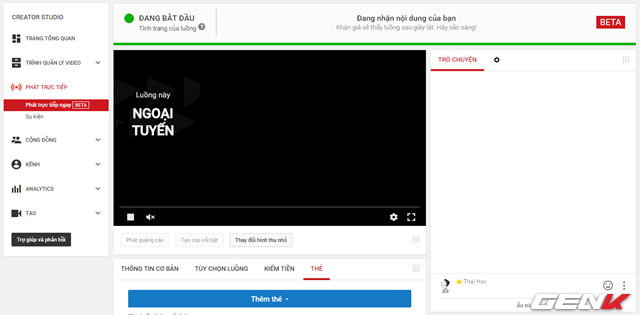 CREATOR STUDIO
TRANG TỔNG QUAN
TRÌNH QUẢN LÝ VIDEO
PHÁT TRỰC TIẾP
Phát trực tiếp ngay BETA
Sự kiện
CỘNG ĐỒNG
KÊNH
ANALYTICS
TẠO
Trợ giúp và phản hồi
ĐANG BẮT ĐẦU
Tình trạng của luồng ?
Đang nhận nội dung của bạn
Khán giả sẽ thấy luồng sau giây lát. Hãy sẵn sàng!
BETA
Luồng này
NGOẠI
TUYẾN
Phát quảng cáo
Tạo clip nổi bật
Thay đổi hình thu nhỏ
THÔNG TIN CƠ BẢN
TÙY CHỌN LUỒNG
KIẾM TIỀN
THẺ
Thêm thẻ
TRÒ CHUYỆN
Thái Học
Ẩn
GENK